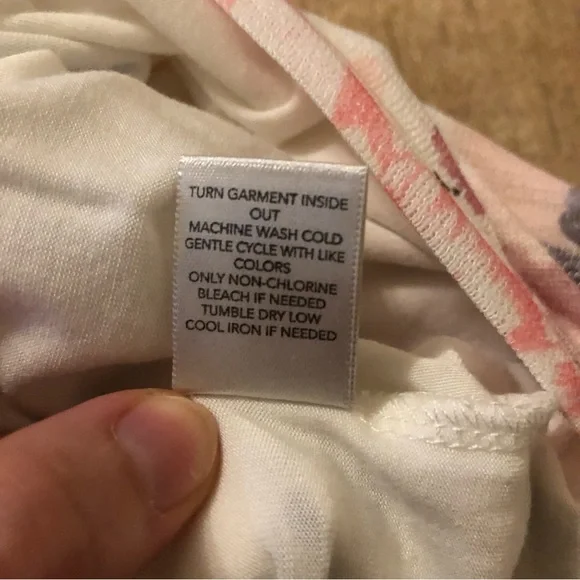 TURN GARMENT INSIDE
OUT
MACHINE WASH COLD
GENTLE CYCLE WITH LIKE
COLORS
ONLY NON-CHLORINE
BLEACH IF NEEDED
TUMBLE DRY LOW
COOL IRON IF NEEDED